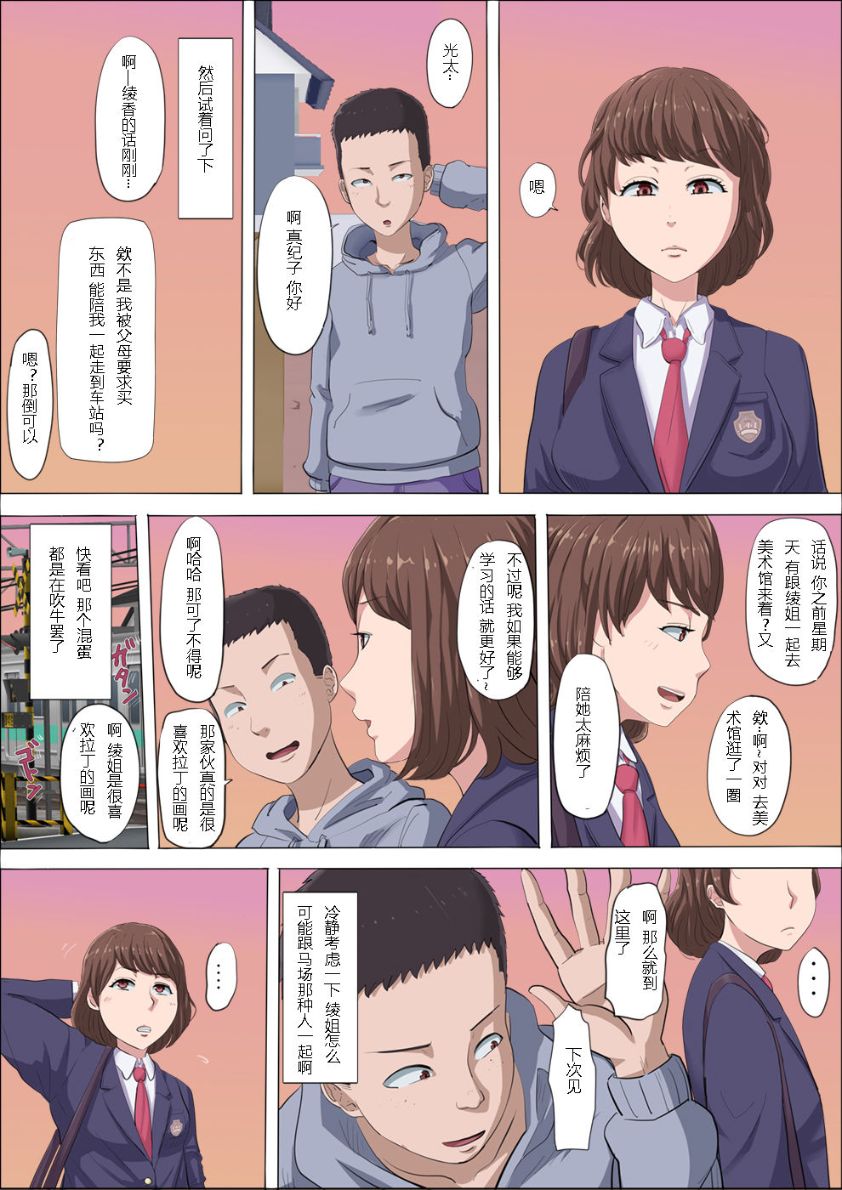 嗯
光太…
啊 真纪子 你好
然后试着问了下
啊—绫香的话刚刚…
欸不是 我被父母要求买
东西 能陪我一起走到车站吗？
嗯？那倒可以
话说 你之前星期
天 有跟绫姐一起去
美术馆来着？又
欸…啊~对对 去美
术馆逛了一圈
陪她太麻烦了
不过呢 我如果能够
学习的话 就更好了~
啊哈哈 那可了不得呢
那家伙真的是很
喜欢拉丁的画呢
快看吧 那个混蛋
都是在吹牛罢了
ガタン
ゴトン
啊 绫姐是很喜
欢拉丁的画呢
…
啊 那么就到
这里了
下次见
冷静考虑一下 绫姐怎么
可能跟马场那种人一起啊
…